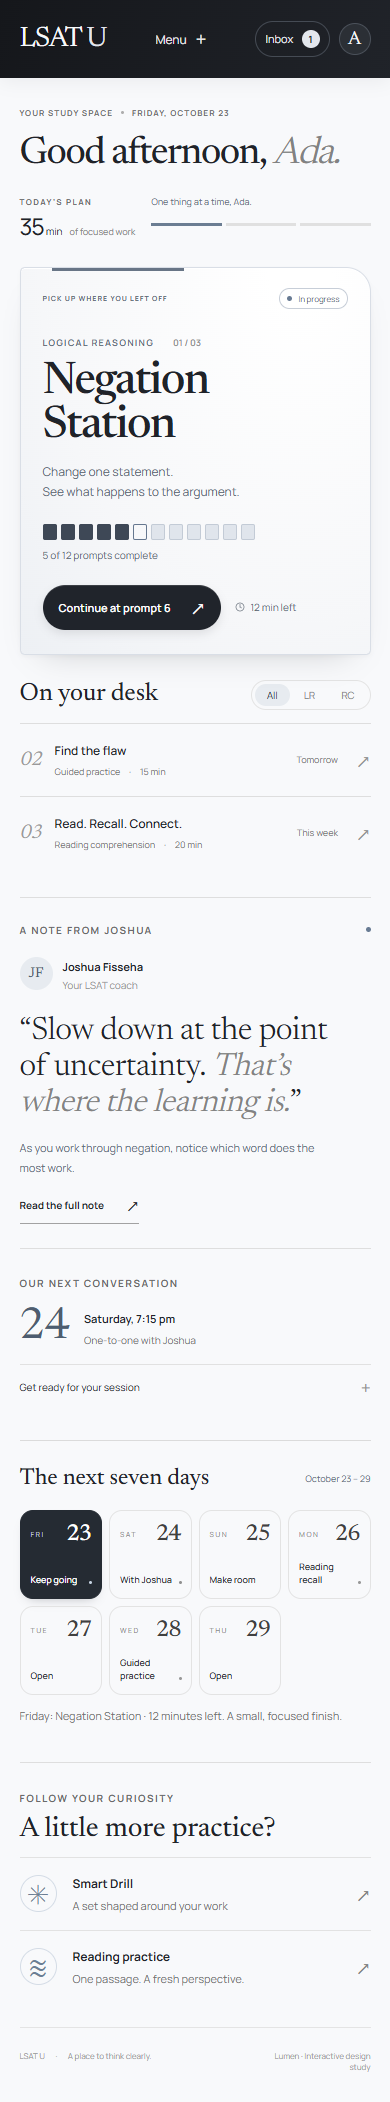 LSAT U
Menu +
Inbox 1
A
YOUR STUDY SPACE • FRIDAY, OCTOBER 23
Good afternoon, Ada.
TODAY'S PLAN
35 min of focused work
One thing at a time, Ada.
PICK UP WHERE YOU LEFT OFF
In progress
LOGICAL REASONING 01 / 03
Negation
Station
Change one statement.
See what happens to the argument.
5 of 12 prompts complete
Continue at prompt 6 ↗
12 min left
On your desk
All LR RC
02 Find the flaw
Guided practice · 15 min
Tomorrow ↗
03 Read. Recall. Connect.
Reading comprehension · 20 min
This week ↗
A NOTE FROM JOSHUA
JF
Joshua Fisseha
Your LSAT coach
“Slow down at the point
of uncertainty. That’s
where the learning is.”
As you work through negation, notice which word does the
most work.
Read the full note ↗
OUR NEXT CONVERSATION
24
Saturday, 7:15 pm
One-to-one with Joshua
Get ready for your session +
The next seven days
October 23 – 29
FRI 23
Keep going
SAT 24
With Joshua
SUN 25
Make room
MON 26
Reading
recall
TUE 27
Open
WED 28
Guided
practice
THU 29
Open
Friday: Negation Station · 12 minutes left. A small, focused finish.
FOLLOW YOUR CURIOSITY
A little more practice?
Smart Drill
A set shaped around your work ↗
Reading practice
One passage. A fresh perspective. ↗
LSAT U · A place to think clearly.
Lumen · Interactive design
study